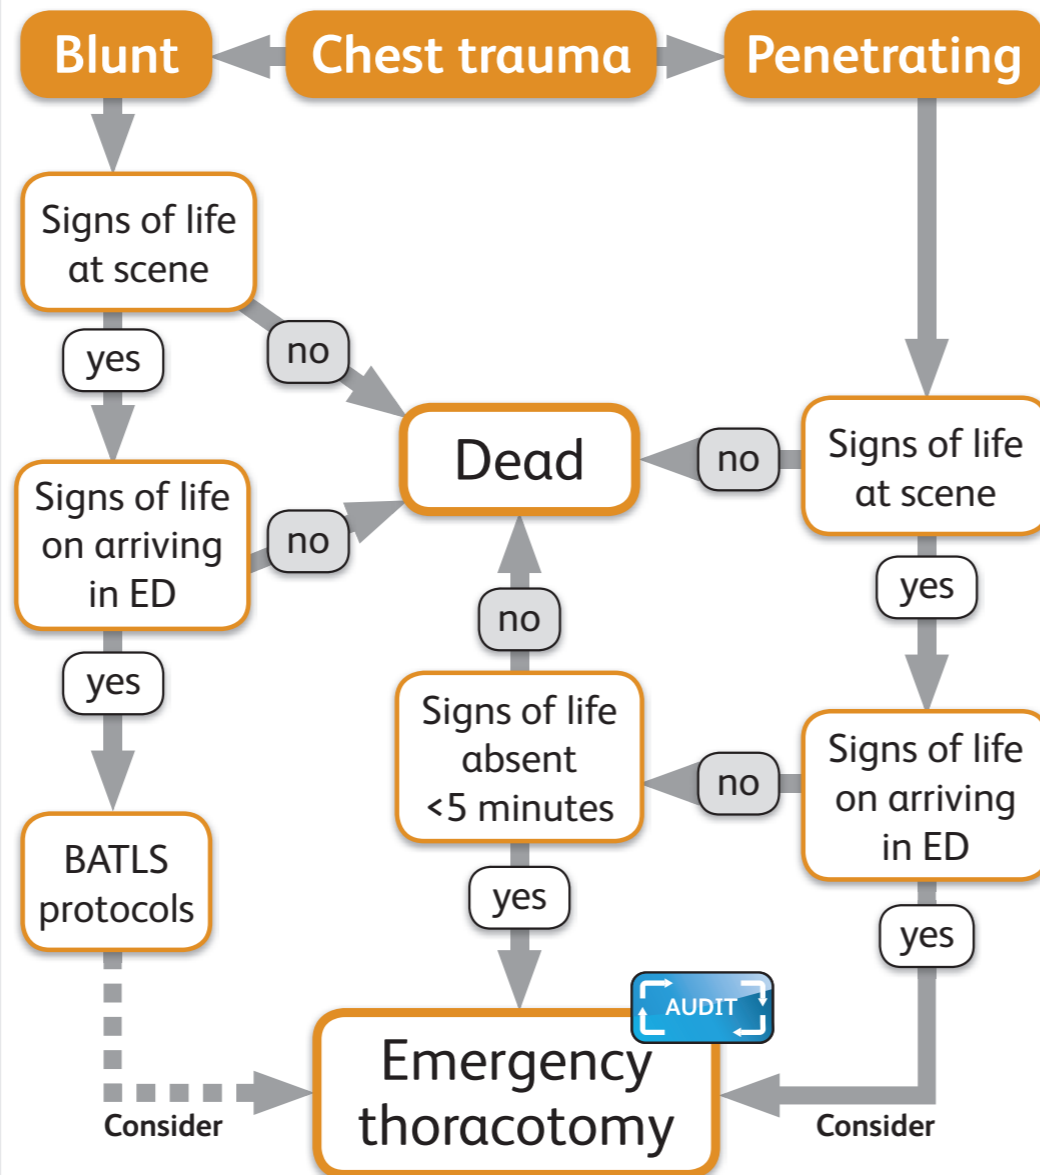 Blunt
Chest trauma
Penetrating
Signs of life
at scene
yes
no
Signs of life
on arriving
in ED
no
yes
BATLS
protocols
Consider
Dead
no
Signs of life
absent
<5 minutes
yes
no
Signs of life
at scene
yes
no
Signs of life
on arriving
in ED
yes
Consider
AUDIT
Emergency
thoracotomy